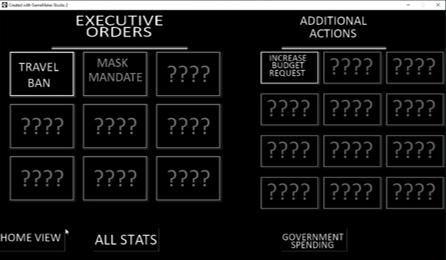 Created with GameMaker Studio 2
EXECUTIVE
ORDERS
TRAVEL
BAN
MASK
MANDATE
????
????
????
????
????
????
????
ADDITIONAL
ACTIONS
INCREASE
BUDGET
REQUEST
????
????
????
????
????
????
????
????
????
????
????
HOME VIEW
ALL STATS
GOVERNMENT
SPENDING